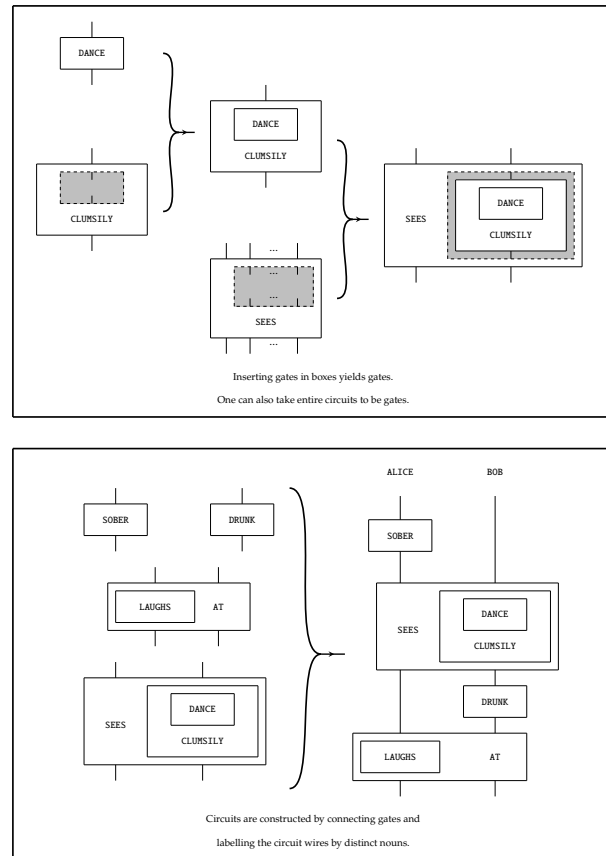 DANCE
DANCE
CLUMSILY
CLUMSILY
SEES
DANCE
CLUMSILY
...
...
...
SEES
...
Inserting gates in boxes yields gates.
One can also take entire circuits to be gates.
ALICE BOB
SOBER DRUNK
SOBER
LAUGHS AT
SEES
DANCE
CLUMSILY
SEES
DANCE
CLUMSILY
DRUNK
LAUGHS AT
Circuits are constructed by connecting gates and
labelling the circuit wires by distinct nouns.